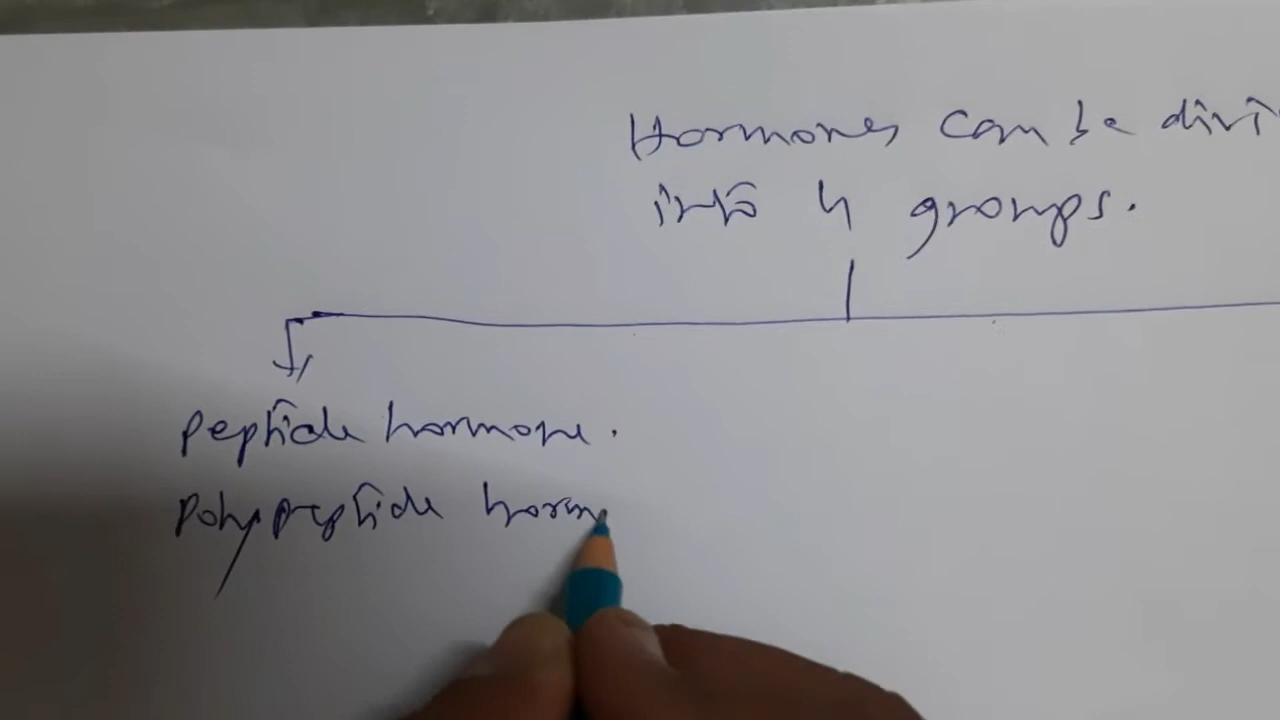 Hormones can be divi
into 4 groups.
peptide hormone.
polypeptide horm